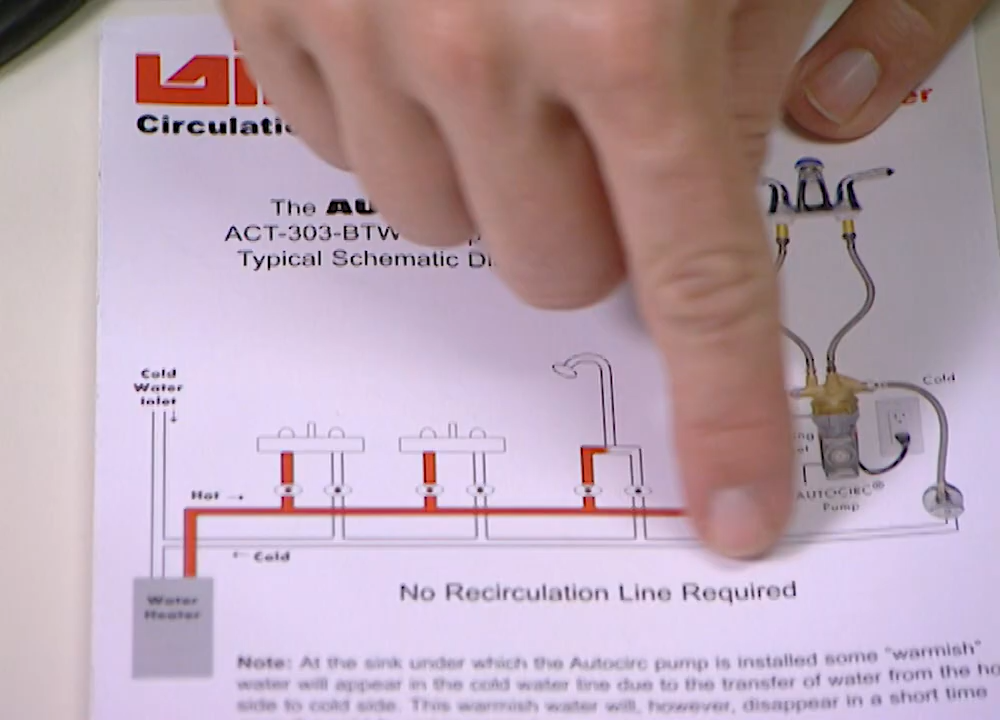 Circulati
er
The AU
ACT-303-BTW
Typical Schematic Di
Cold
Water
Inlet
Cold
Hot
AUTOCIRC®
Pump
Cold
No Recirculation Line Required
Water
Heater
Note: At the sink under which the Autocirc pump is installed some "warmish"
water will appear in the cold water line due to the transfer of water from the ho
side to cold side. This warmish water will, however, disappear in a short time